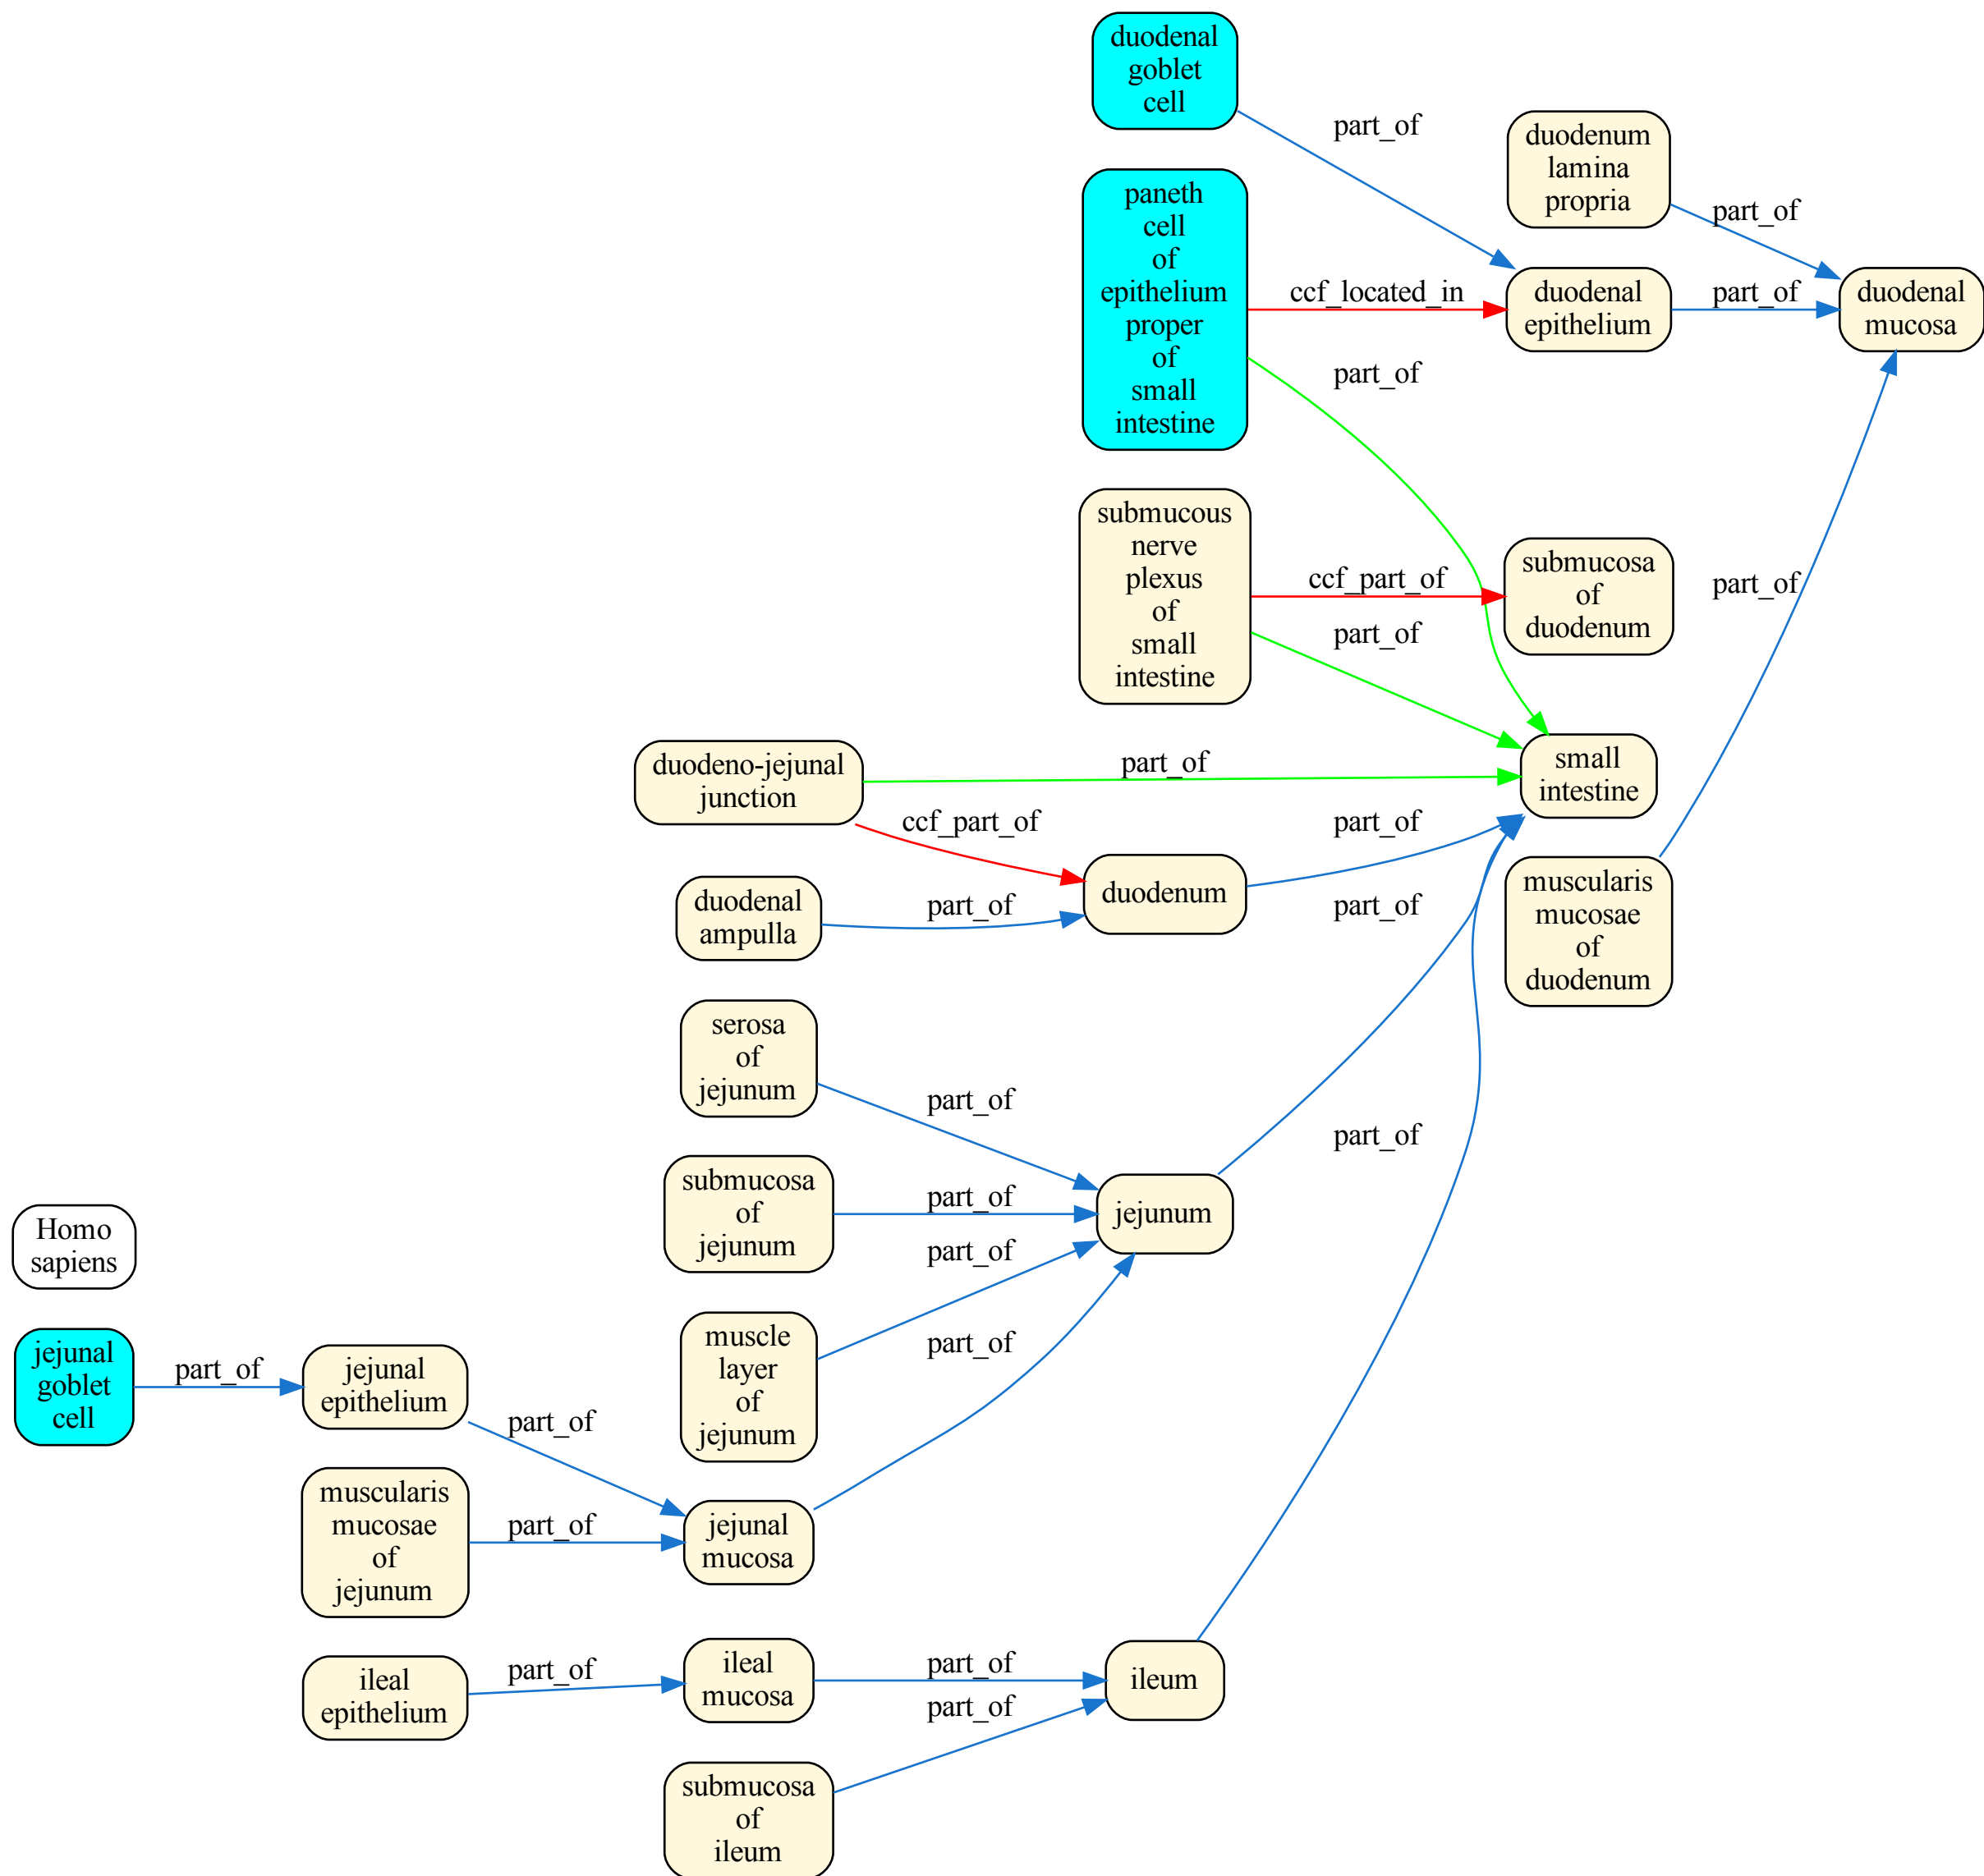 duodenal
goblet
cell
part_of
duodenum
lamina
propria
part_of
paneth
cell
of
epithelium
proper
of
small
intestine
ccf_located_in
duodenal
epithelium
part_of
duodenal
mucosa
part_of
submucous
nerve
plexus
of
small
intestine
ccf_part_of
submucosa
of
duodenum
part_of
part_of
duodeno-jejunal
junction
part_of
small
intestine
ccf_part_of
part_of
duodenal
ampulla
part_of
duodenum
part_of
muscularis
mucosae
of
duodenum
serosa
of
jejunum
part_of
part_of
submucosa
of
jejunum
part_of
jejunum
Homo
sapiens
part_of
muscle
layer
of
jejunum
part_of
jejunal
goblet
cell
part_of
jejunal
epithelium
part_of
muscularis
mucosae
of
jejunum
part_of
jejunal
mucosa
ileal
epithelium
part_of
ileal
mucosa
part_of
ileum
part_of
submucosa
of
ileum